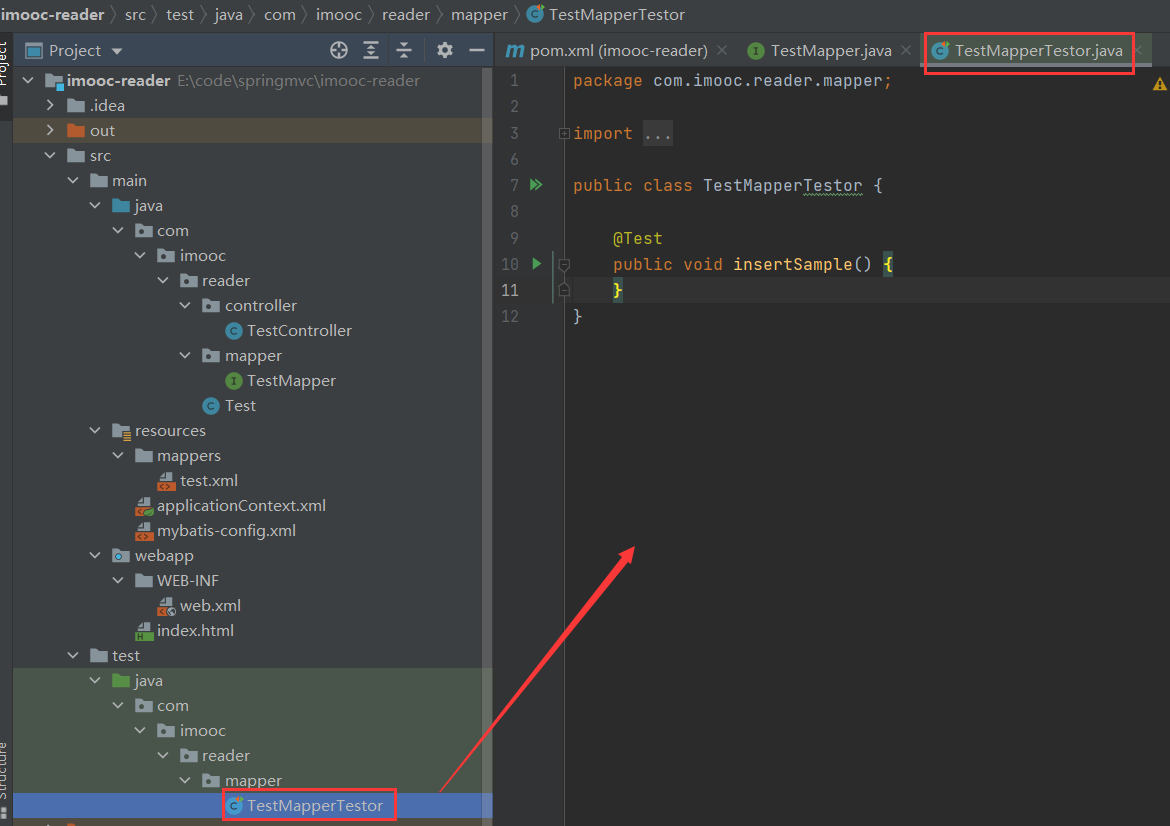 imooc-reader src test java com imooc reader mapper TestMapperTestor
Project
Project
imooc-reader E:\code\springmvc\imooc-reader
.idea
out
src
main
java
com
imooc
reader
controller
TestController
mapper
TestMapper
Test
resources
mappers
test.xml
applicationContext.xml
mybatis-config.xml
webapp
WEB-INF
web.xml
index.html
test
java
com
imooc
reader
mapper
TestMapperTestor
Structure
pom.xml (imooc-reader) TestMapper.java TestMapperTestor.java
1 package com.imooc.reader.mapper;
2
3 import ...
6
7 public class TestMapperTestor {
8
9 @Test
10 public void insertSample() {
11 }
12 }